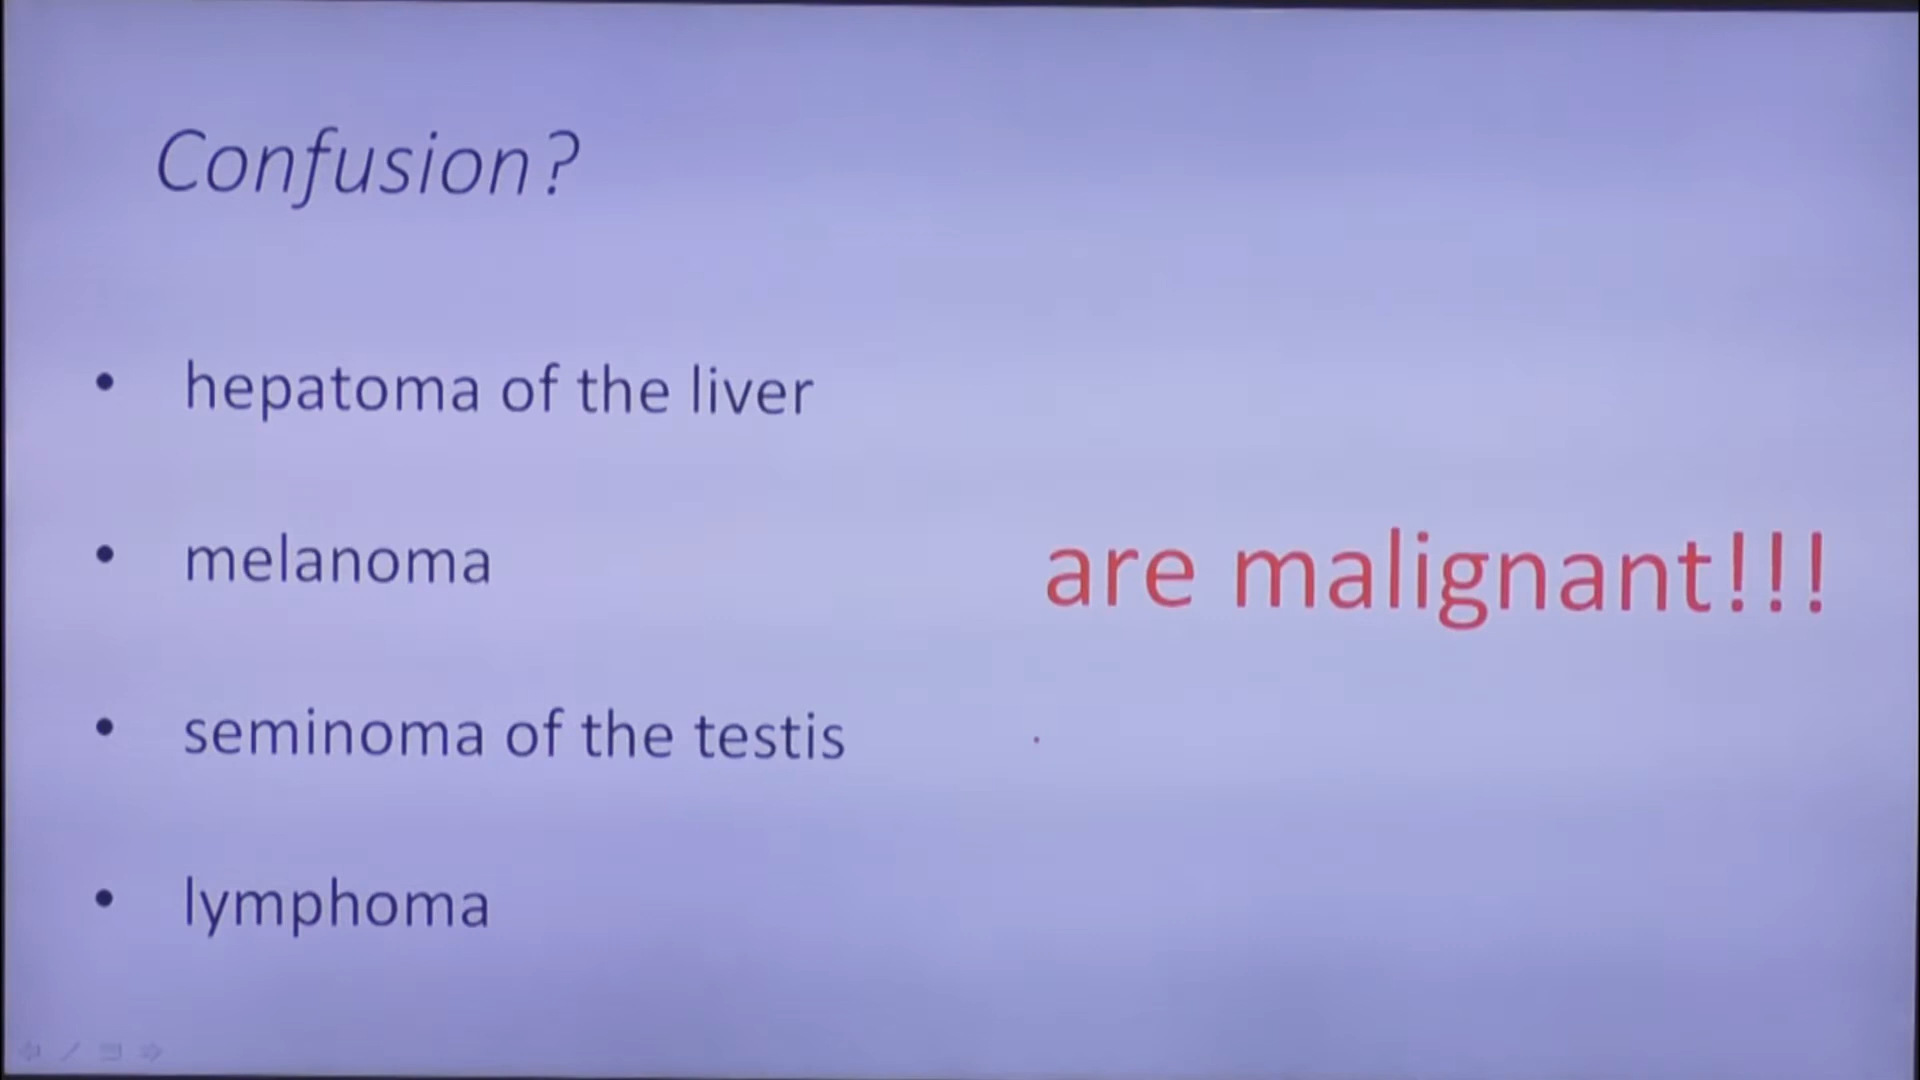 Confusion?
• hepatoma of the liver
• melanoma
are malignant!!!
• seminoma of the testis
• lymphoma